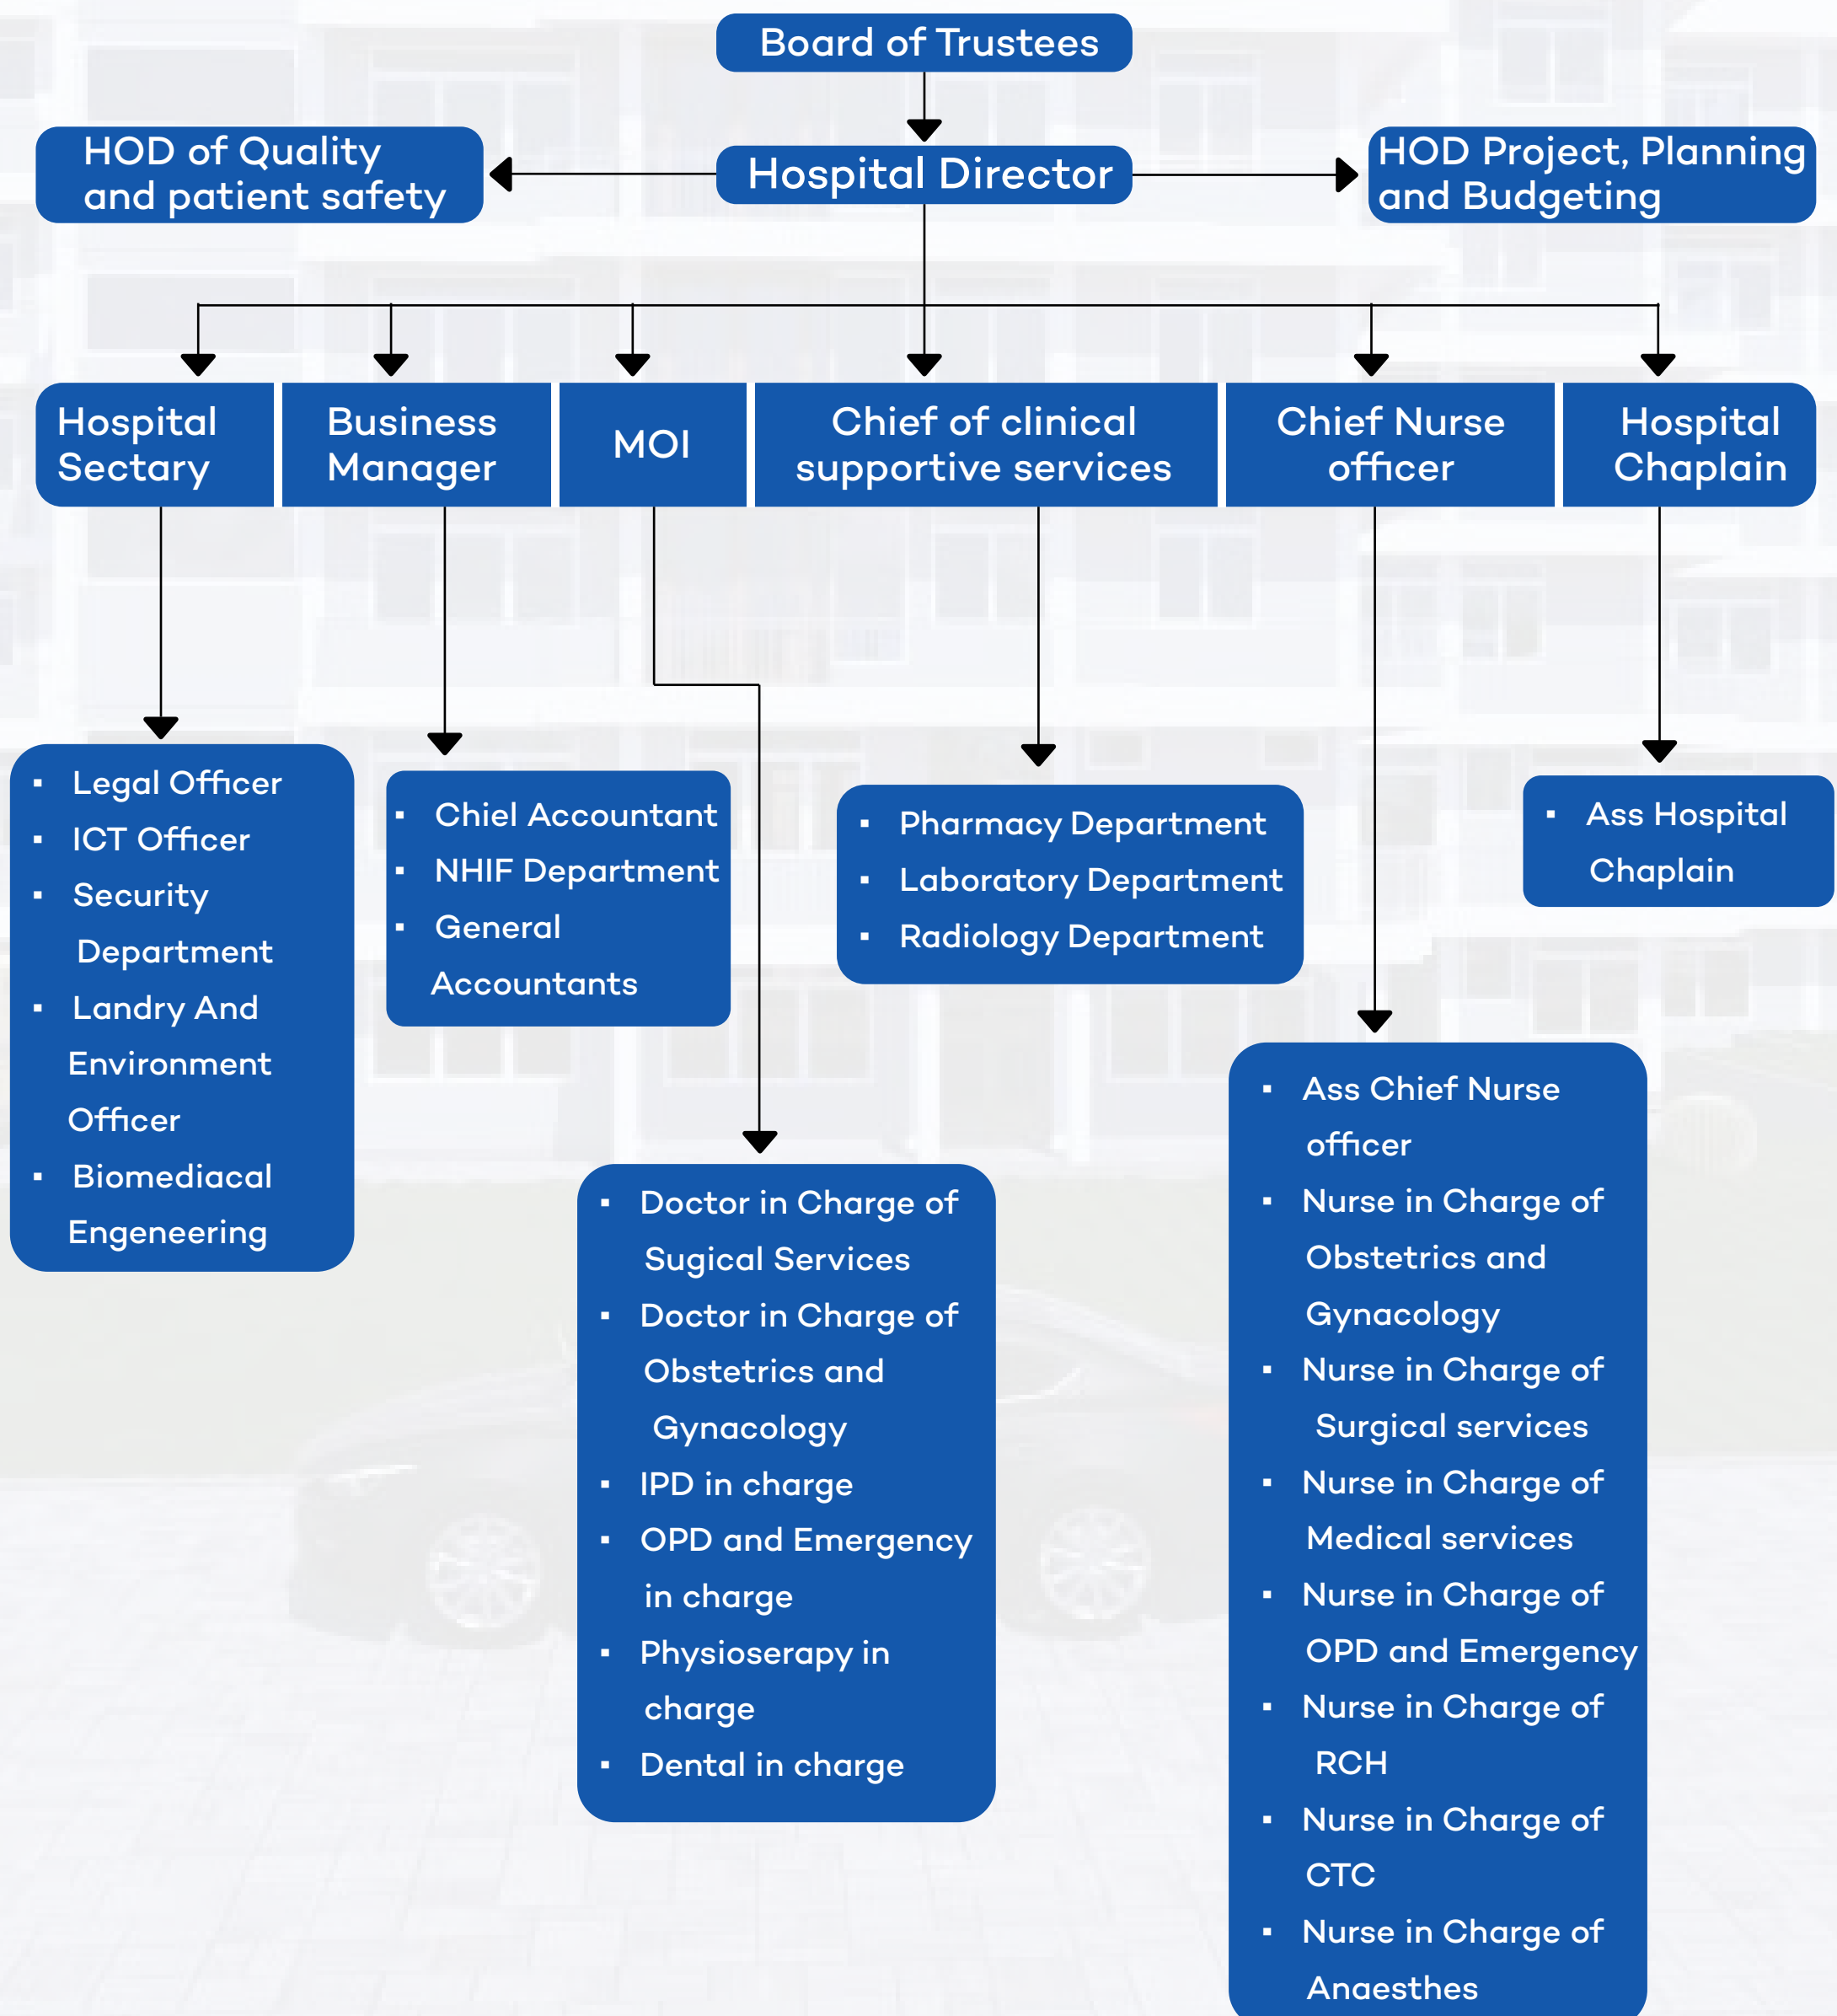 Board of Trustees
HOD of Quality
and patient safety
Hospital Director
HOD Project, Planning
and Budgeting
Hospital
Sectary
Business
Manager
MOI
Chief of clinical
supportive services
Chief Nurse
officer
Hospital
Chaplain
▪ Legal Officer
▪ ICT Officer
▪ Security
Department
▪ Landry And
Environment
Officer
▪ Biomediacal
Engeneering
▪ Chiel Accountant
▪ NHIF Department
▪ General
Accountants
▪ Doctor in Charge of
Sugical Services
▪ Doctor in Charge of
Obstetrics and
Gynacology
▪ IPD in charge
▪ OPD and Emergency
in charge
▪ Physioserapy in
charge
▪ Dental in charge
▪ Pharmacy Department
▪ Laboratory Department
▪ Radiology Department
▪ Ass Chief Nurse
officer
▪ Nurse in Charge of
Obstetrics and
Gynacology
▪ Nurse in Charge of
Surgical services
▪ Nurse in Charge of
Medical services
▪ Nurse in Charge of
OPD and Emergency
▪ Nurse in Charge of
RCH
▪ Nurse in Charge of
CTC
▪ Nurse in Charge of
Anaesthes
▪ Ass Hospital
Chaplain